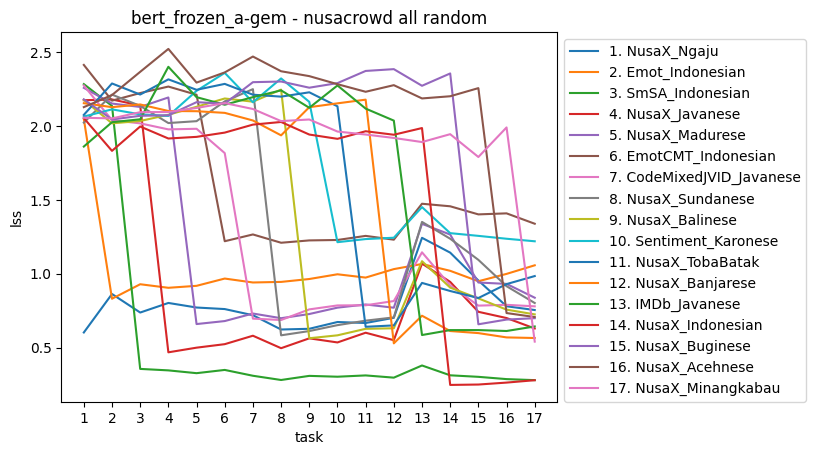 bert_frozen_a-gem - nusacrowd all random
lss
2.5
2.0
1.5
1.0
0.5
1 2 3 4 5 6 7 8 9 10 11 12 13 14 15 16 17
task
1. NusaX_Ngaju
2. Emot_Indonesian
3. SmSA_Indonesian
4. NusaX_Javanese
5. NusaX_Madurese
6. EmotCMT_Indonesian
7. CodeMixedJVID_Javanese
8. NusaX_Sundanese
9. NusaX_Balinese
10. Sentiment_Karonese
11. NusaX_TobaBatak
12. NusaX_Banjarese
13. IMDb_Javanese
14. NusaX_Indonesian
15. NusaX_Buginese
16. NusaX_Acehnese
17. NusaX_Minangkabau